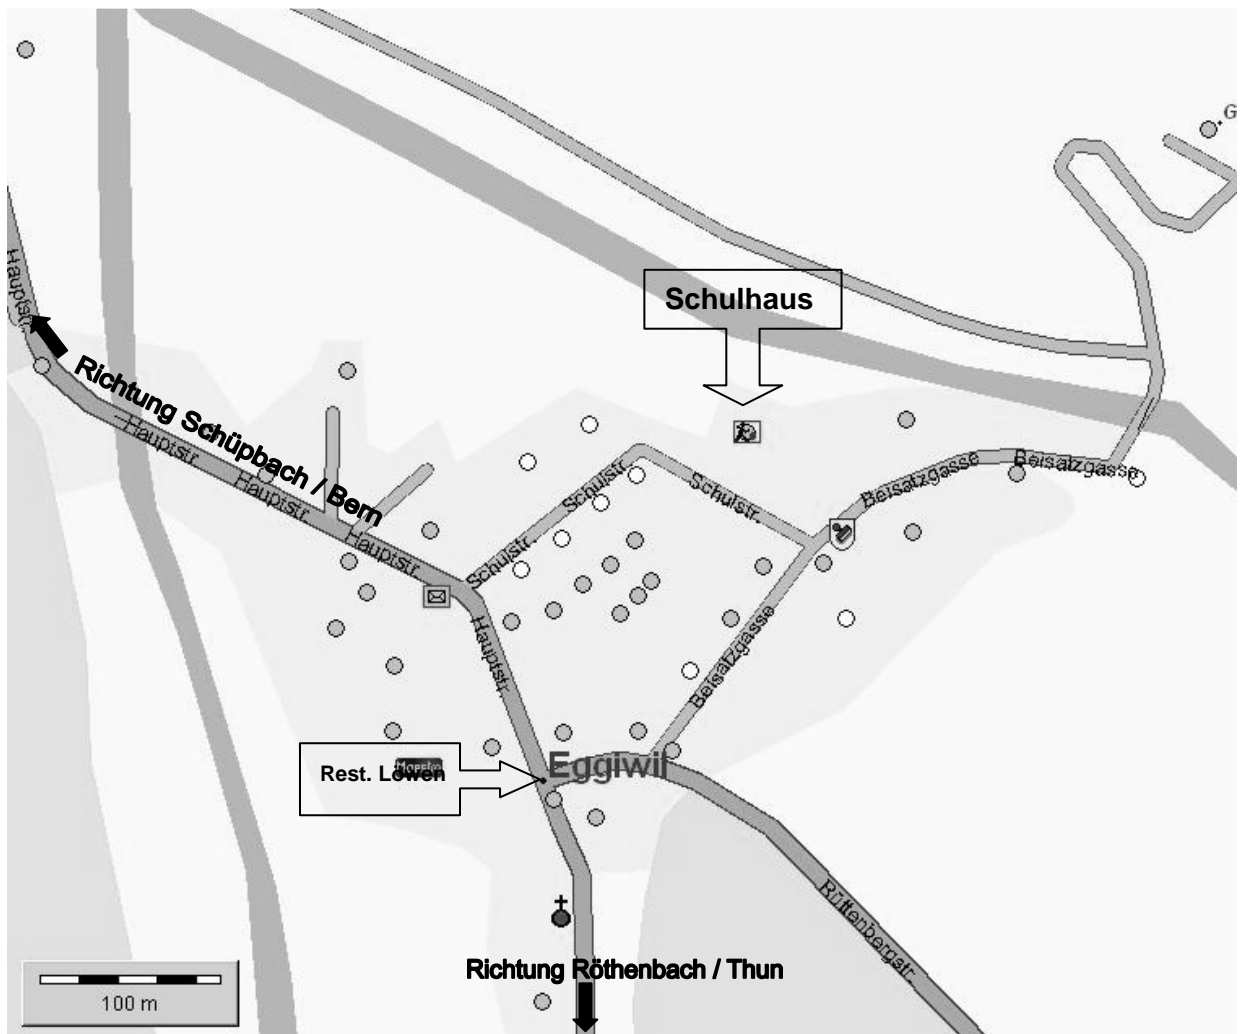 G
Hauptstr.
Schulhaus
Richtung Schüpbach / Bern
Hauptstr.
Hauptstr.
Hauptstr.
Schulstr.
Schulstr.
Schulstr.
Beisatzgasse
Beisatzgasse
Hauptstr.
Beisatzgasse
Rest. Löwen
Eggiwil
Rüttenbergstr.
Richtung Röthenbach / Thun
100 m